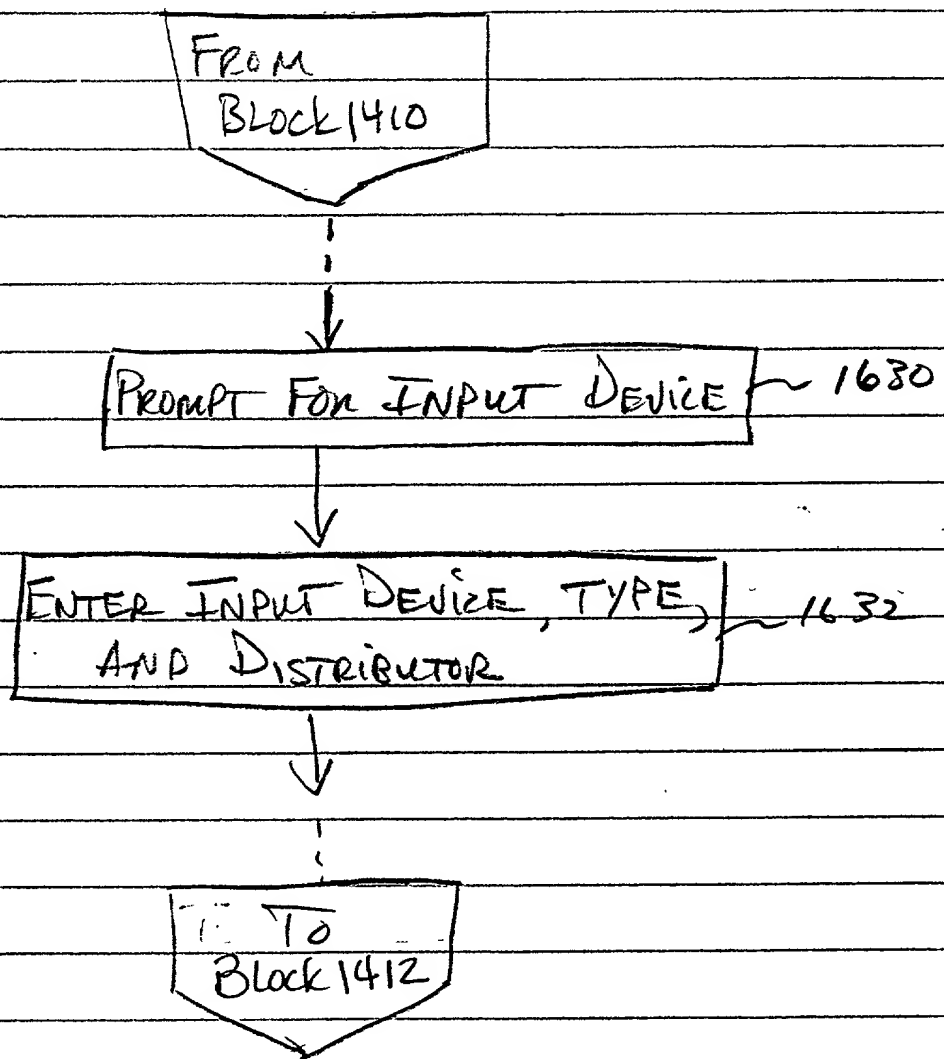 FROM
BLOCK 1410
PROMPT FOR INPUT DEVICE
1630
ENTER INPUT DEVICE, TYPE,
AND DISTRIBUTOR
1632
TO
BLOCK 1412